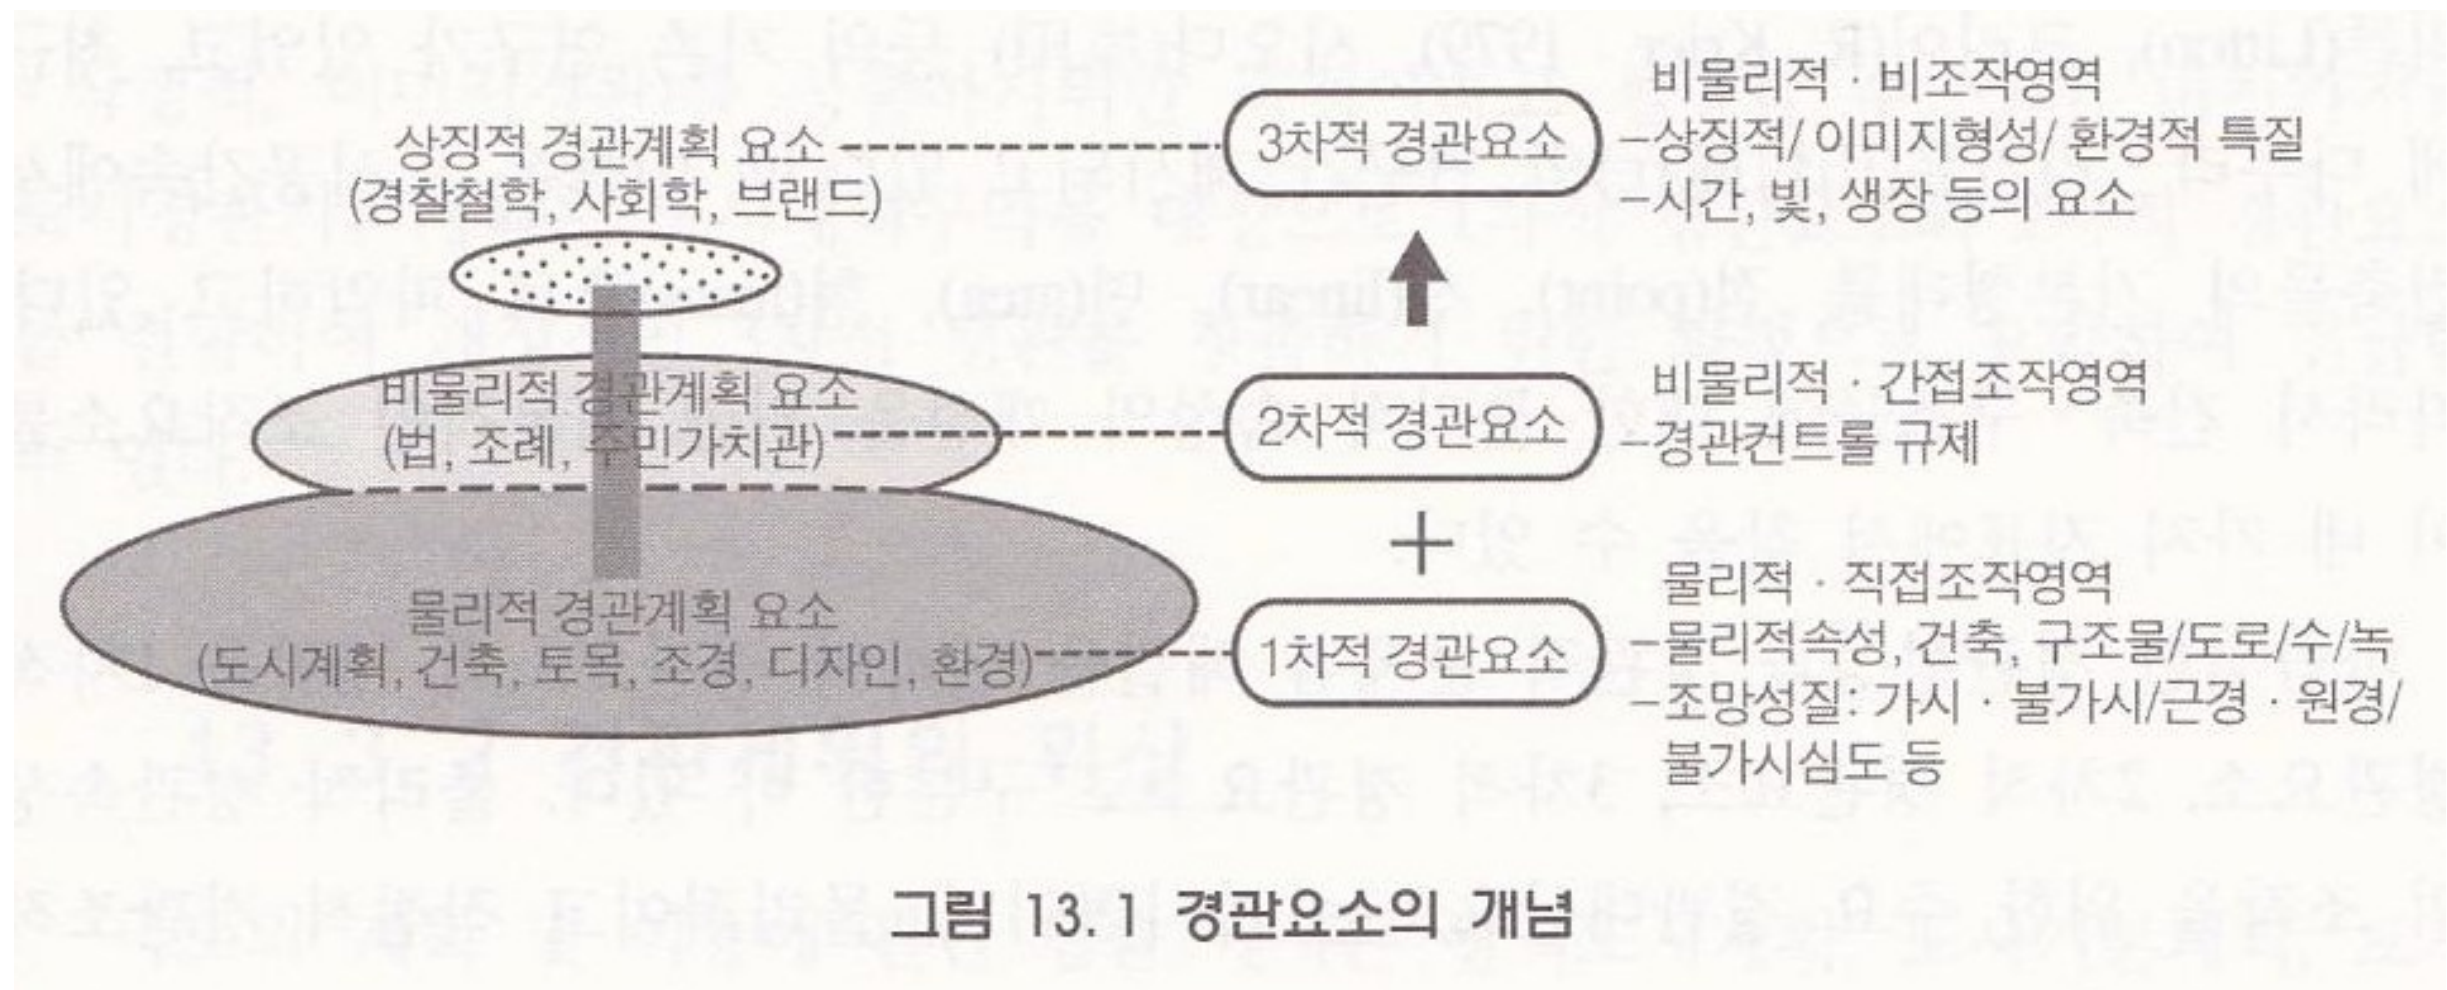 상징적 경관계획 요소
(경찰철학, 사회학, 브랜드)
3차적 경관요소
비물리적 · 비조작영역
-상징적/ 이미지형성/ 환경적 특질
-시간, 빛, 생장 등의 요소
비물리적 경관계획 요소
(법, 조례, 주민가치관)
2차적 경관요소
비물리적 · 간접조작영역
-경관컨트롤 규제
+
물리적 경관계획 요소
(도시계획, 건축, 토목, 조경, 디자인, 환경)
1차적 경관요소
물리적 · 직접조작영역
-물리적속성, 건축, 구조물/도로/수/녹
-조망성질: 가시 · 불가시/근경 · 원경/
불가시심도 등
그림 13.1 경관요소의 개념